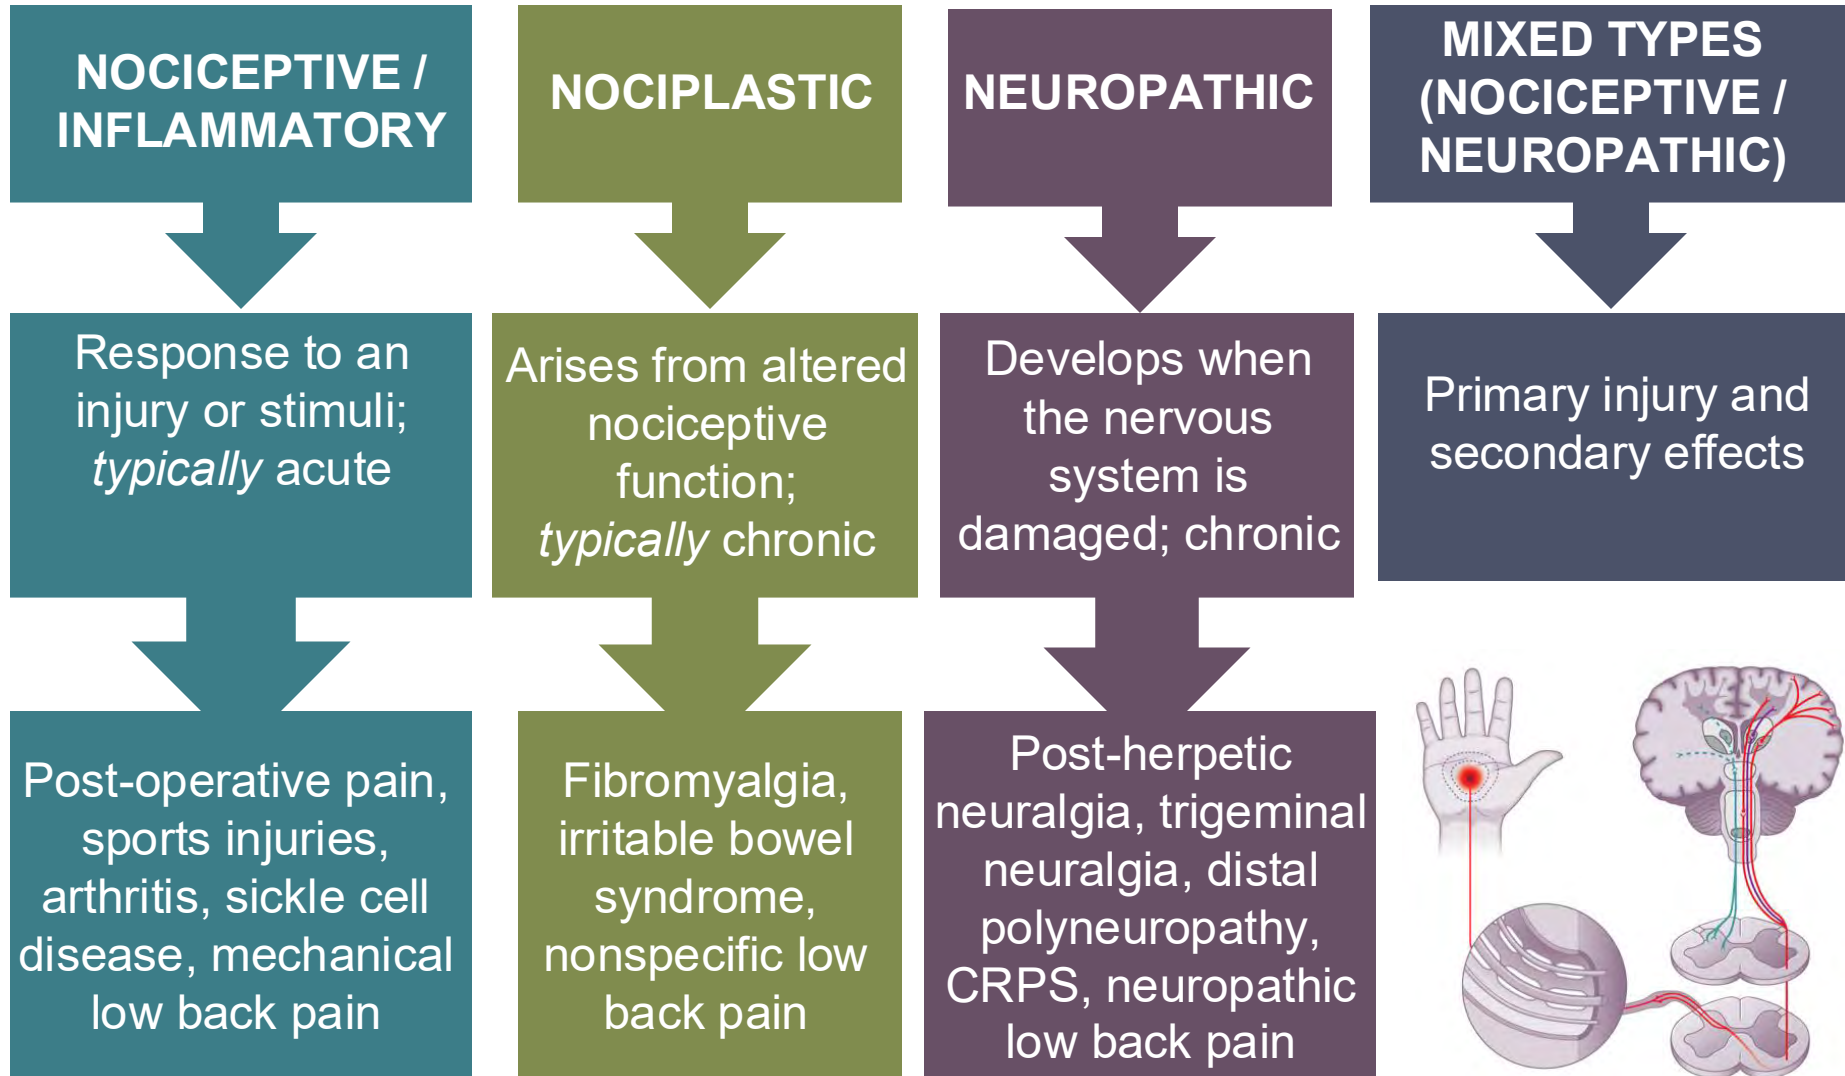 NOCICEPTIVE /
INFLAMMATORY
Response to an
injury or stimuli;
typically acute
Post-operative pain,
sports injuries,
arthritis, sickle cell
disease, mechanical
low back pain
NOCIPLASTIC
Arises from altered
nociceptive
function;
typically chronic
Fibromyalgia,
irritable bowel
syndrome,
nonspecific low
back pain
NEUROPATHIC
Develops when
the nervous
system is
damaged; chronic
Post-herpetic
neuralgia, trigeminal
neuralgia, distal
polyneuropathy,
CRPS, neuropathic
low back pain
MIXED TYPES
(NOCICEPTIVE /
NEUROPATHIC)
Primary injury and
secondary effects